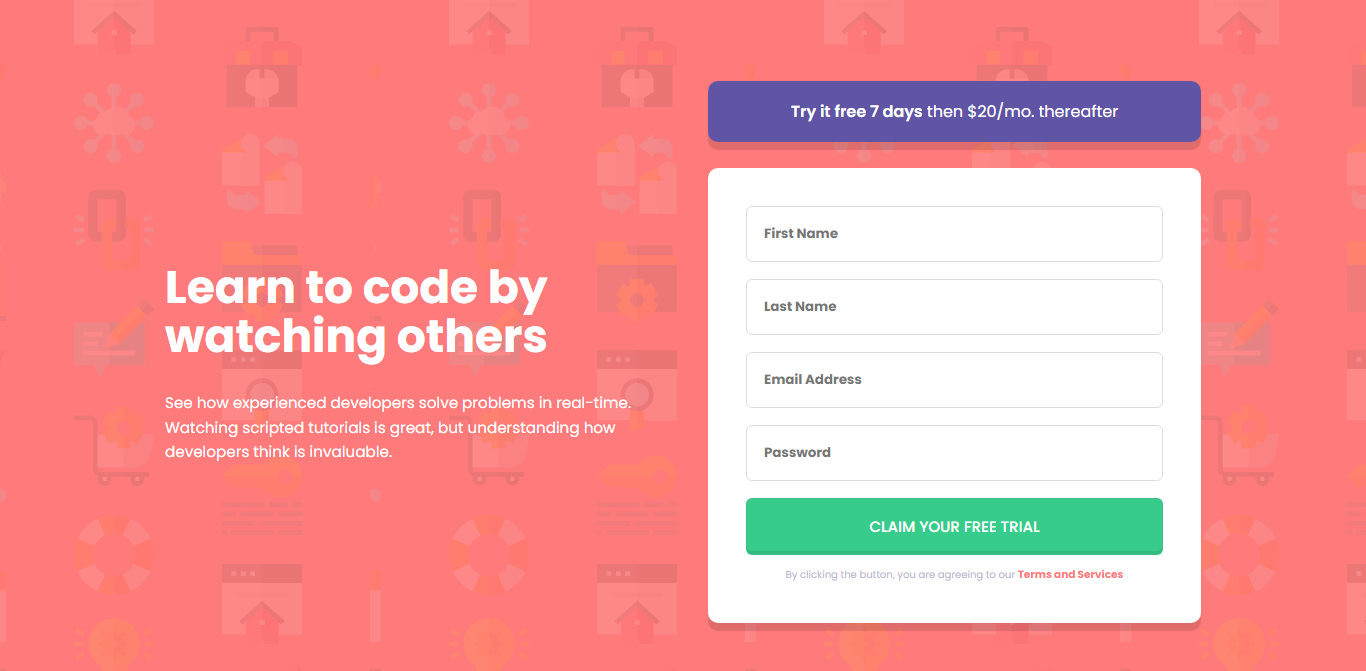 Learn to code by
watching others
See how experienced developers solve problems in real-time.
Watching scripted tutorials is great, but understanding how
developers think is invaluable.
Try it free 7 days then $20/mo. thereafter
First Name
Last Name
Email Address
Password
CLAIM YOUR FREE TRIAL
By clicking the button, you are agreeing to our Terms and Services